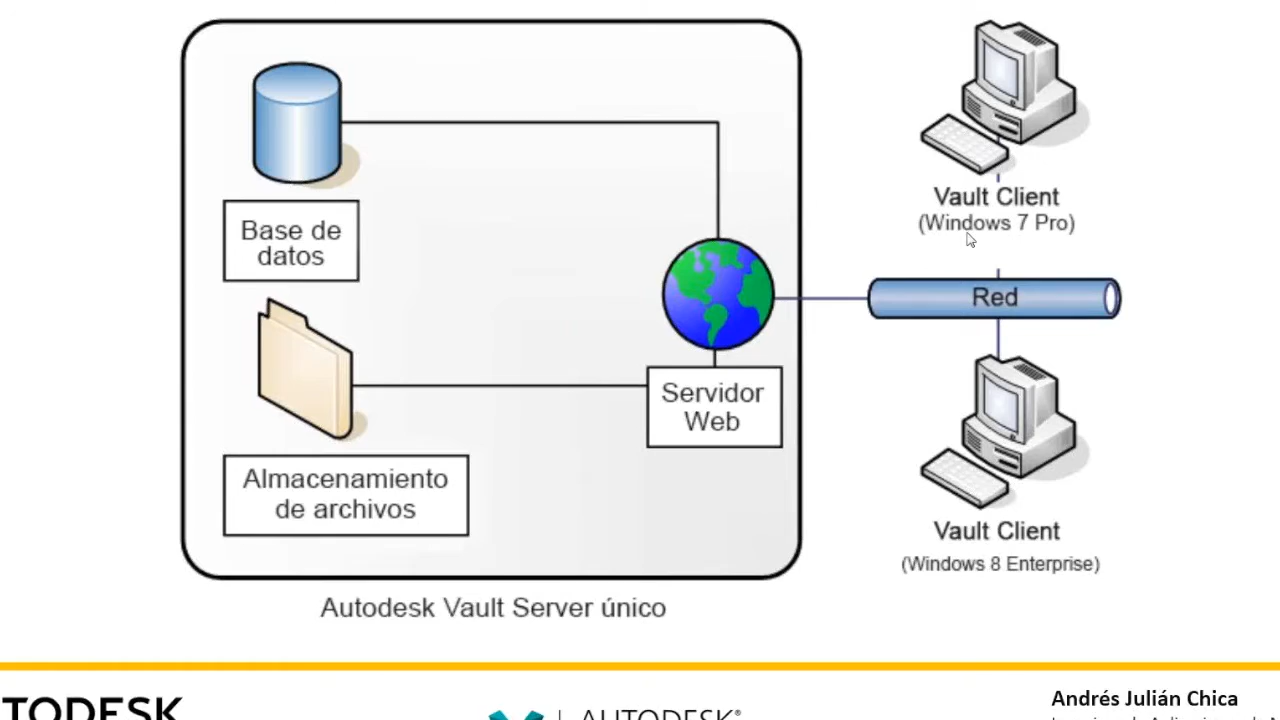 Base de
datos
Almacenamiento
de archivos
Servidor
Web
Autodesk Vault Server único
Vault Client
(Windows 7 Pro)
Red
Vault Client
(Windows 8 Enterprise)
TODESK
AUTODESK®
Andrés Julián Chica